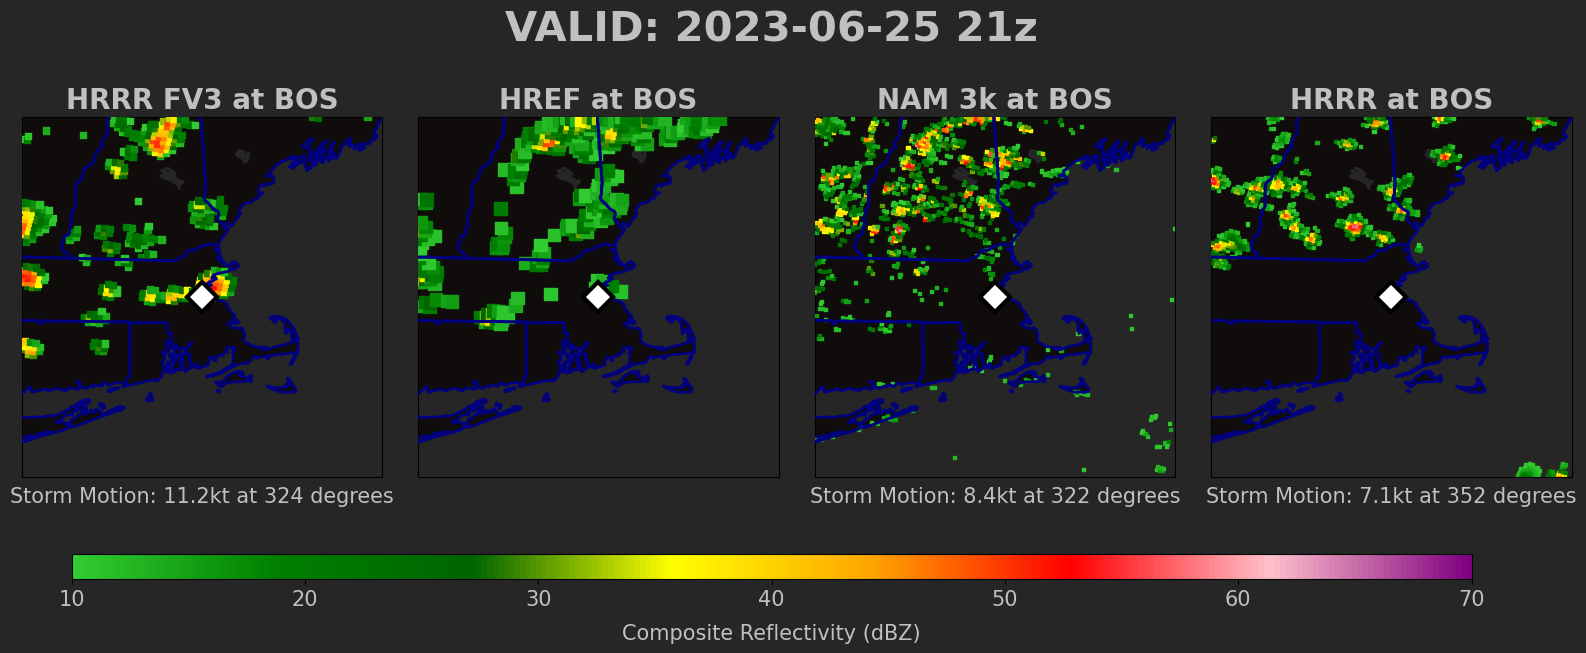 VALID: 2023-06-25 21z
HRRR FV3 at BOS
HREF at BOS
NAM 3k at BOS
HRRR at BOS
Storm Motion: 11.2kt at 324 degrees
Storm Motion: 8.4kt at 322 degrees
Storm Motion: 7.1kt at 352 degrees
10 20 30 40 50 60 70
Composite Reflectivity (dBZ)